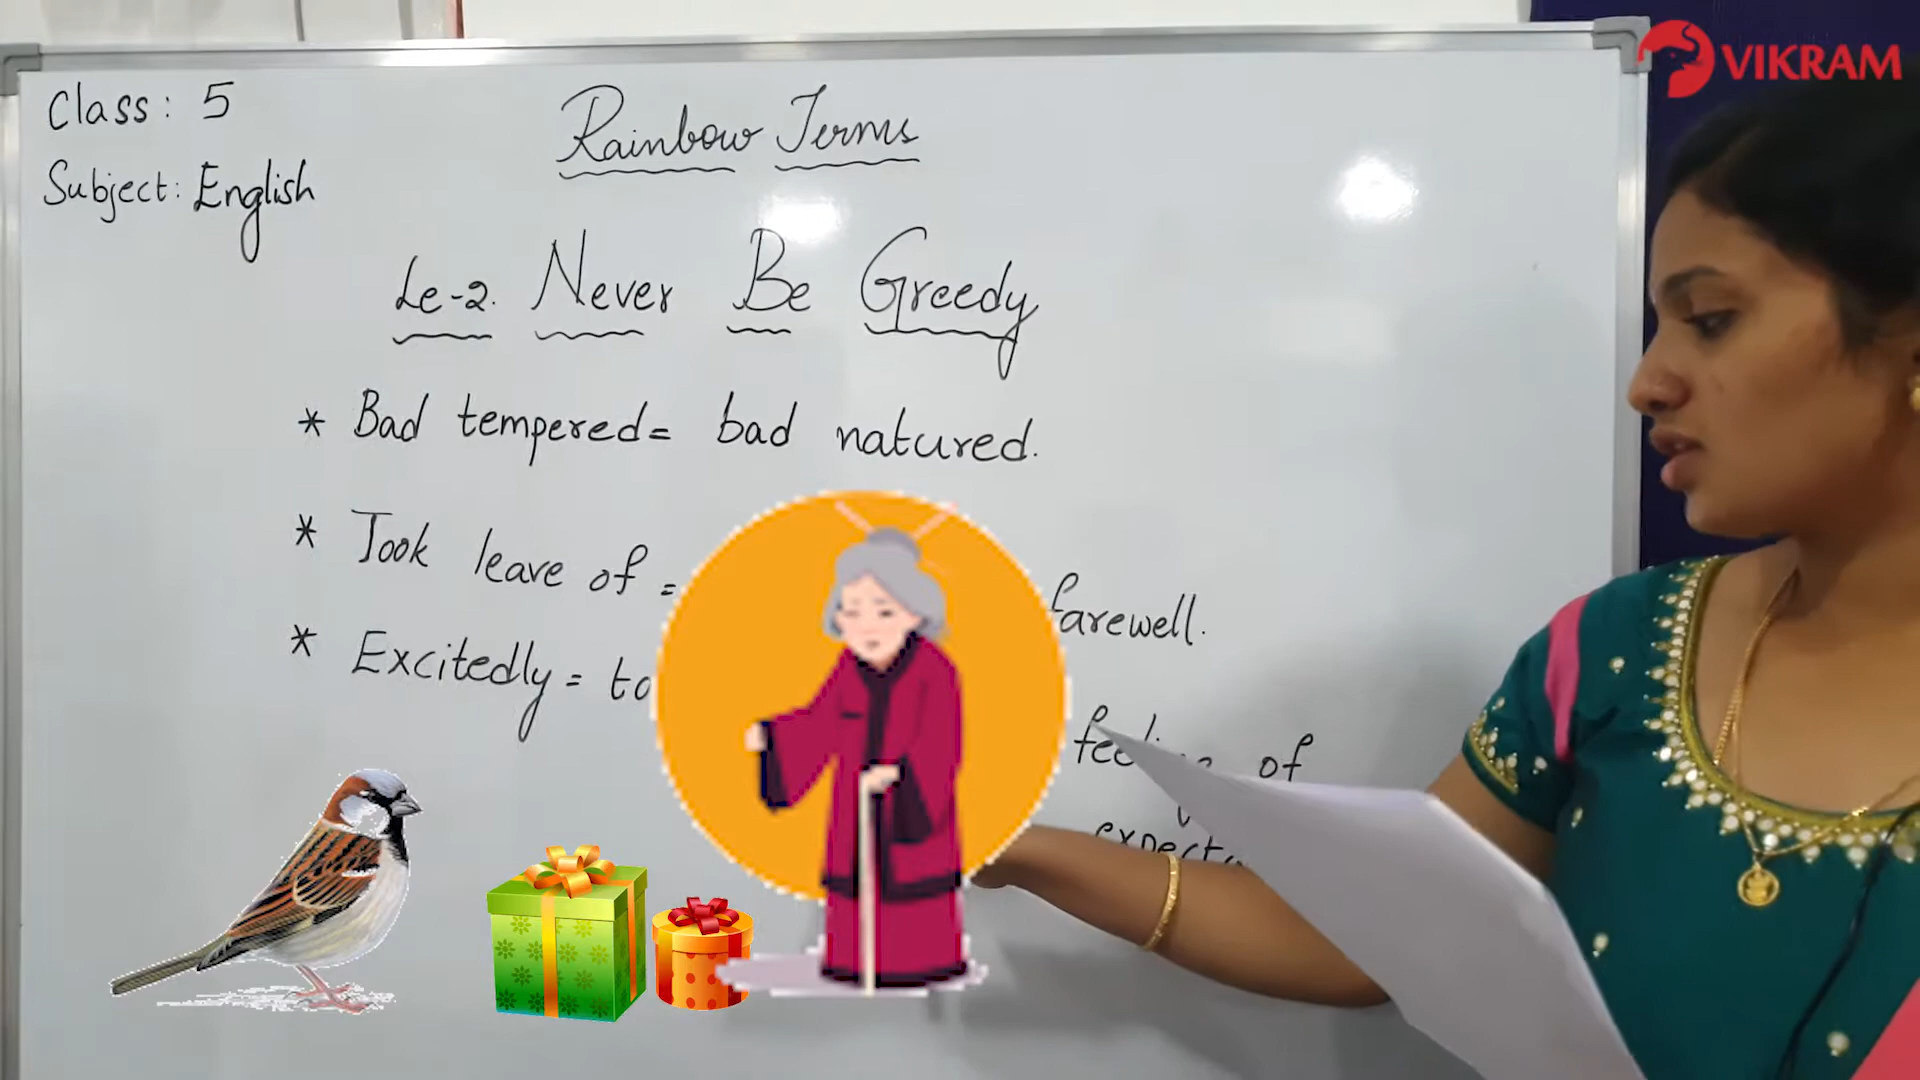 VIKRAM
Class: 5
Rainbow Terms
Subject: English
Le-2. Never Be Greedy
* Bad tempered = bad natured.
* Took leave of = farewell.
* Excitedly = to
of